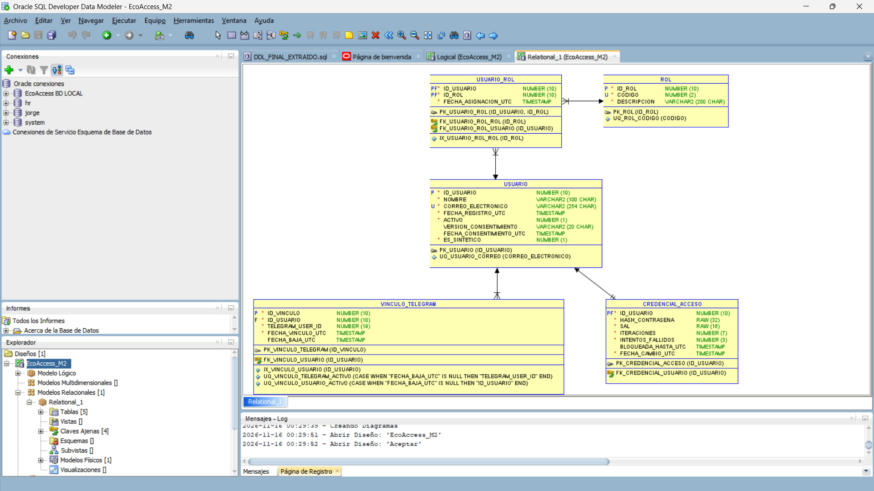 Oracle SQL Developer Data Modeler - EcoAccess_M2
Archivo Editar Ver Navegar Ejecutar Equipo Herramientas Ventana Ayuda
Conexiones
Oracle conexiones
EcoAccess BD LOCAL
hr
jorge
system
Conexiones de Servicio Esquema de Base de Datos
Informes
Todos los Informes
Acerca de la Base de Datos
Explorador
Diseños [1]
EcoAccess_M2
Modelo Lógico
Modelos Multidimensionales []
Modelos Relacionales [1]
Relational_1
Tablas [5]
Vistas []
Claves Ajenas [4]
Esquemas []
Subvistas []
Modelos Físicos [1]
Visualizaciones []
DDL_FINAL_EXTRAIDO.sql
Página de bienvenida
Logical (EcoAccess_M2)
Relational_1 (EcoAccess_M2)
USUARIO_ROL
PF* ID_USUARIO NUMBER (10)
PF* ID_ROL NUMBER (10)
* FECHA_ASIGNACION_UTC TIMESTAMP
PK_USUARIO_ROL (ID_USUARIO, ID_ROL)
FK_USUARIO_ROL_ROL (ID_ROL)
FK_USUARIO_ROL_USUARIO (ID_USUARIO)
IX_USUARIO_ROL_ROL (ID_ROL)
ROL
P * ID_ROL NUMBER (10)
U * CODIGO NUMBER (2)
* DESCRIPCION VARCHAR2 (200 CHAR)
PK_ROL (ID_ROL)
UQ_ROL_CODIGO (CODIGO)
USUARIO
P * ID_USUARIO NUMBER (10)
* NOMBRE VARCHAR2 (100 CHAR)
U * CORREO_ELECTRONICO VARCHAR2 (254 CHAR)
* FECHA_REGISTRO_UTC TIMESTAMP
* ACTIVO NUMBER (1)
VERSION_CONSENTIMIENTO VARCHAR2 (20 CHAR)
FECHA_CONSENTIMIENTO_UTC TIMESTAMP
* ES_SINTETICO NUMBER (1)
PK_USUARIO (ID_USUARIO)
UQ_USUARIO_CORREO (CORREO_ELECTRONICO)
VINCULO_TELEGRAM
P * ID_VINCULO NUMBER (10)
F * ID_USUARIO NUMBER (10)
* TELEGRAM_USER_ID NUMBER (19)
* FECHA_VINCULO_UTC TIMESTAMP
FECHA_BAJA_UTC TIMESTAMP
PK_VINCULO_TELEGRAM (ID_VINCULO)
FK_VINCULO_USUARIO (ID_USUARIO)
IX_VINCULO_USUARIO (ID_USUARIO)
UQ_VINCULO_TELEGRAM_ACTIVO (CASE WHEN "FECHA_BAJA_UTC" IS NULL THEN "TELEGRAM_USER_ID" END)
UQ_VINCULO_USUARIO_ACTIVO (CASE WHEN "FECHA_BAJA_UTC" IS NULL THEN "ID_USUARIO" END)
CREDENCIAL_ACCESO
PF* ID_USUARIO NUMBER (10)
* HASH_CONTRASENA RAW (32)
* SAL RAW (16)
* ITERACIONES NUMBER (7)
* INTENTOS_FALLIDOS NUMBER (3)
BLOQUEADA_HASTA_UTC TIMESTAMP
* FECHA_CAMBIO_UTC TIMESTAMP
PK_CREDENCIAL_ACCESO (ID_USUARIO)
FK_CREDENCIAL_USUARIO (ID_USUARIO)
Relational_1
Mensajes - Log
2026-11-16 00:29:39 - Creando Diagramas
2026-11-16 00:29:51 - Abrir Diseño: 'EcoAccess_M2'
2026-11-16 00:29:52 - Abrir Diseño: 'Aceptar'
Mensajes Página de Registro